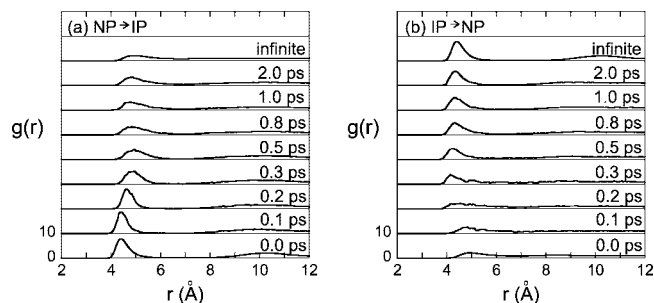 (a) NP→IP
infinite
2.0 ps
1.0 ps
0.8 ps
0.5 ps
0.3 ps
0.2 ps
0.1 ps
0.0 ps
g(r)
10
0
2 4 6 8 10 12
r (Å)
(b) IP→NP
infinite
2.0 ps
1.0 ps
0.8 ps
0.5 ps
0.3 ps
0.2 ps
0.1 ps
0.0 ps
g(r)
10
0
2 4 6 8 10 12
r (Å)